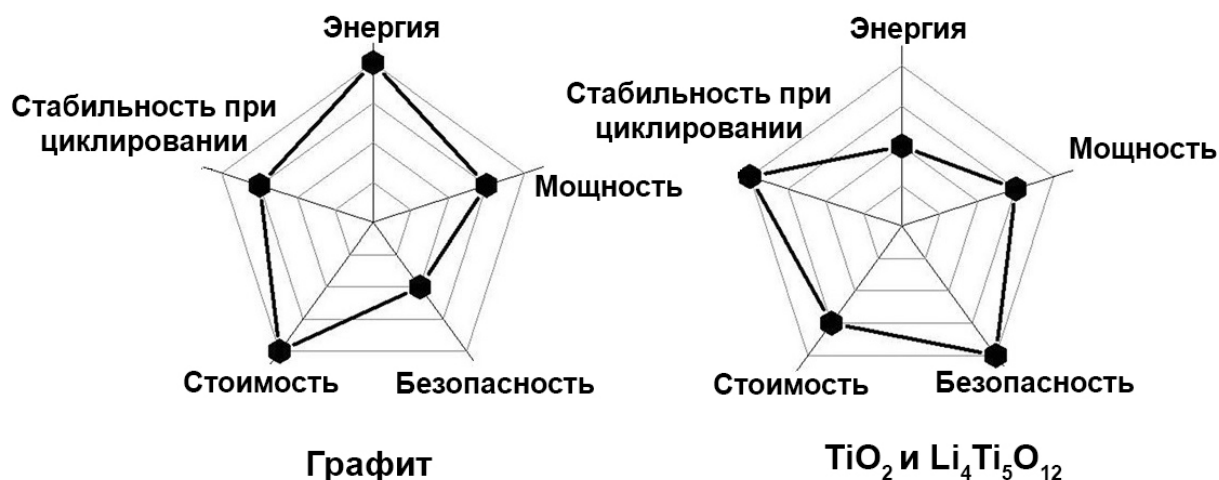 Энергия
Стабильность при
циклировании
Мощность
Стоимость
Безопасность
Графит
Энергия
Стабильность при
циклировании
Мощность
Стоимость
Безопасность
TiO₂ и Li₄Ti₅O₁₂